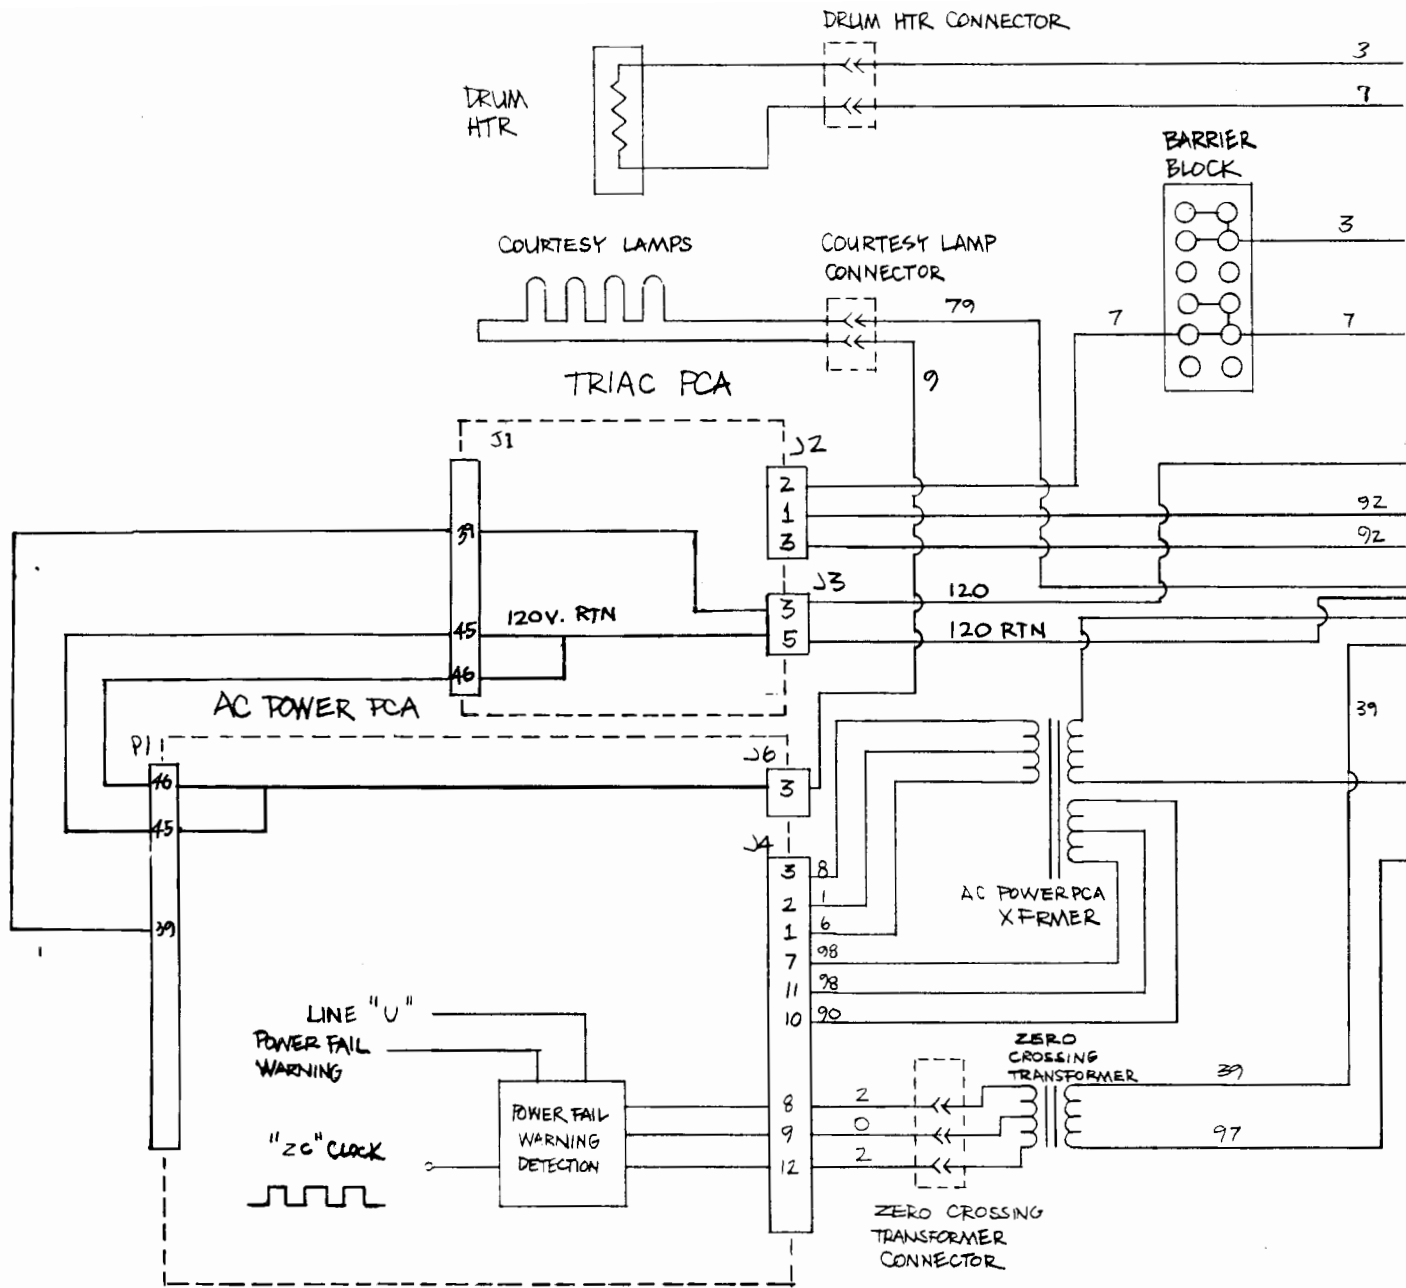 DRUM HTR CONNECTOR
3
7
DRUM
HTR
BARRIER
BLOCK
3
COURTESY LAMPS
COURTESY LAMP
CONNECTOR
79
7
7
9
TRIAC PCA
J1
J2
2
1
92
3
92
39
J3
3
120
120V. RTN
45
5
120 RTN
46
AC POWER PCA
39
P1
J6
46
3
45
J4
3
8
2
1
1
6
AC POWER PCA
XFRMER
39
7
98
11
98
10
90
LINE "U"
POWER FAIL
WARNING
ZERO
CROSSING
TRANSFORMER
39
8
2
9
0
12
2
97
POWER FAIL
WARNING
DETECTION
"ZC" CLOCK
ZERO CROSSING
TRANSFORMER
CONNECTOR